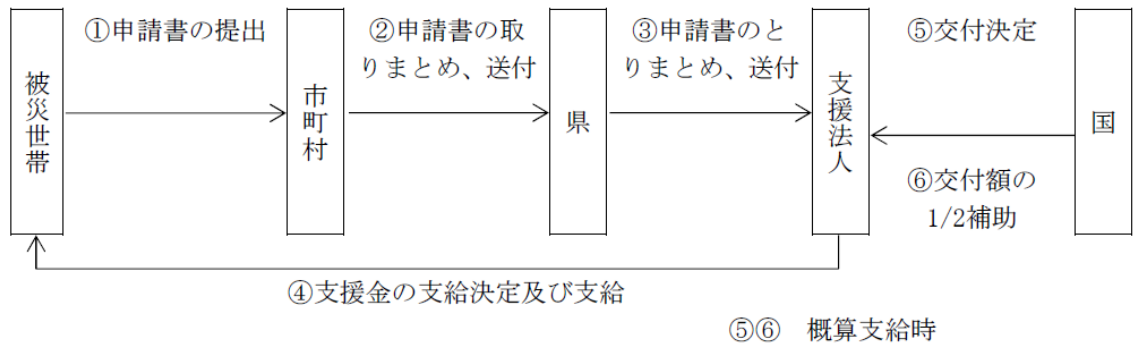 ①申請書の提出
②申請書の取
りまとめ、送付
③申請書のと
りまとめ、送付
⑤交付決定
被災世帯
市町村
県
支援法人
国
⑥交付額の
1/2補助
④支援金の支給決定及び支給
⑤⑥ 概算支給時